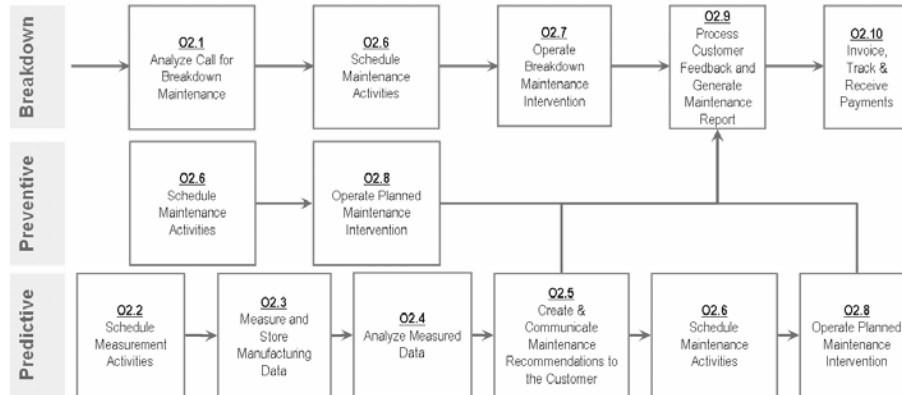 Breakdown
O2.1
Analyze Call for
Breakdown
Maintenance
O2.6
Schedule
Maintenance
Activities
O2.7
Operate
Breakdown
Maintenance
Intervention
O2.9
Process
Customer
Feedback and
Generate
Maintenance
Report
O2.10
Invoice,
Track &
Receive
Payments
Preventive
O2.6
Schedule
Maintenance
Activities
O2.8
Operate Planned
Maintenance
Intervention
Predictive
O2.2
Schedule
Measurement
Activities
O2.3
Measure and
Store
Manufacturing
Data
O2.4
Analyze Measured
Data
O2.5
Create &
Communicate
Maintenance
Recommendations to
the Customer
O2.6
Schedule
Maintenance
Activities
O2.8
Operate Planned
Maintenance
Intervention